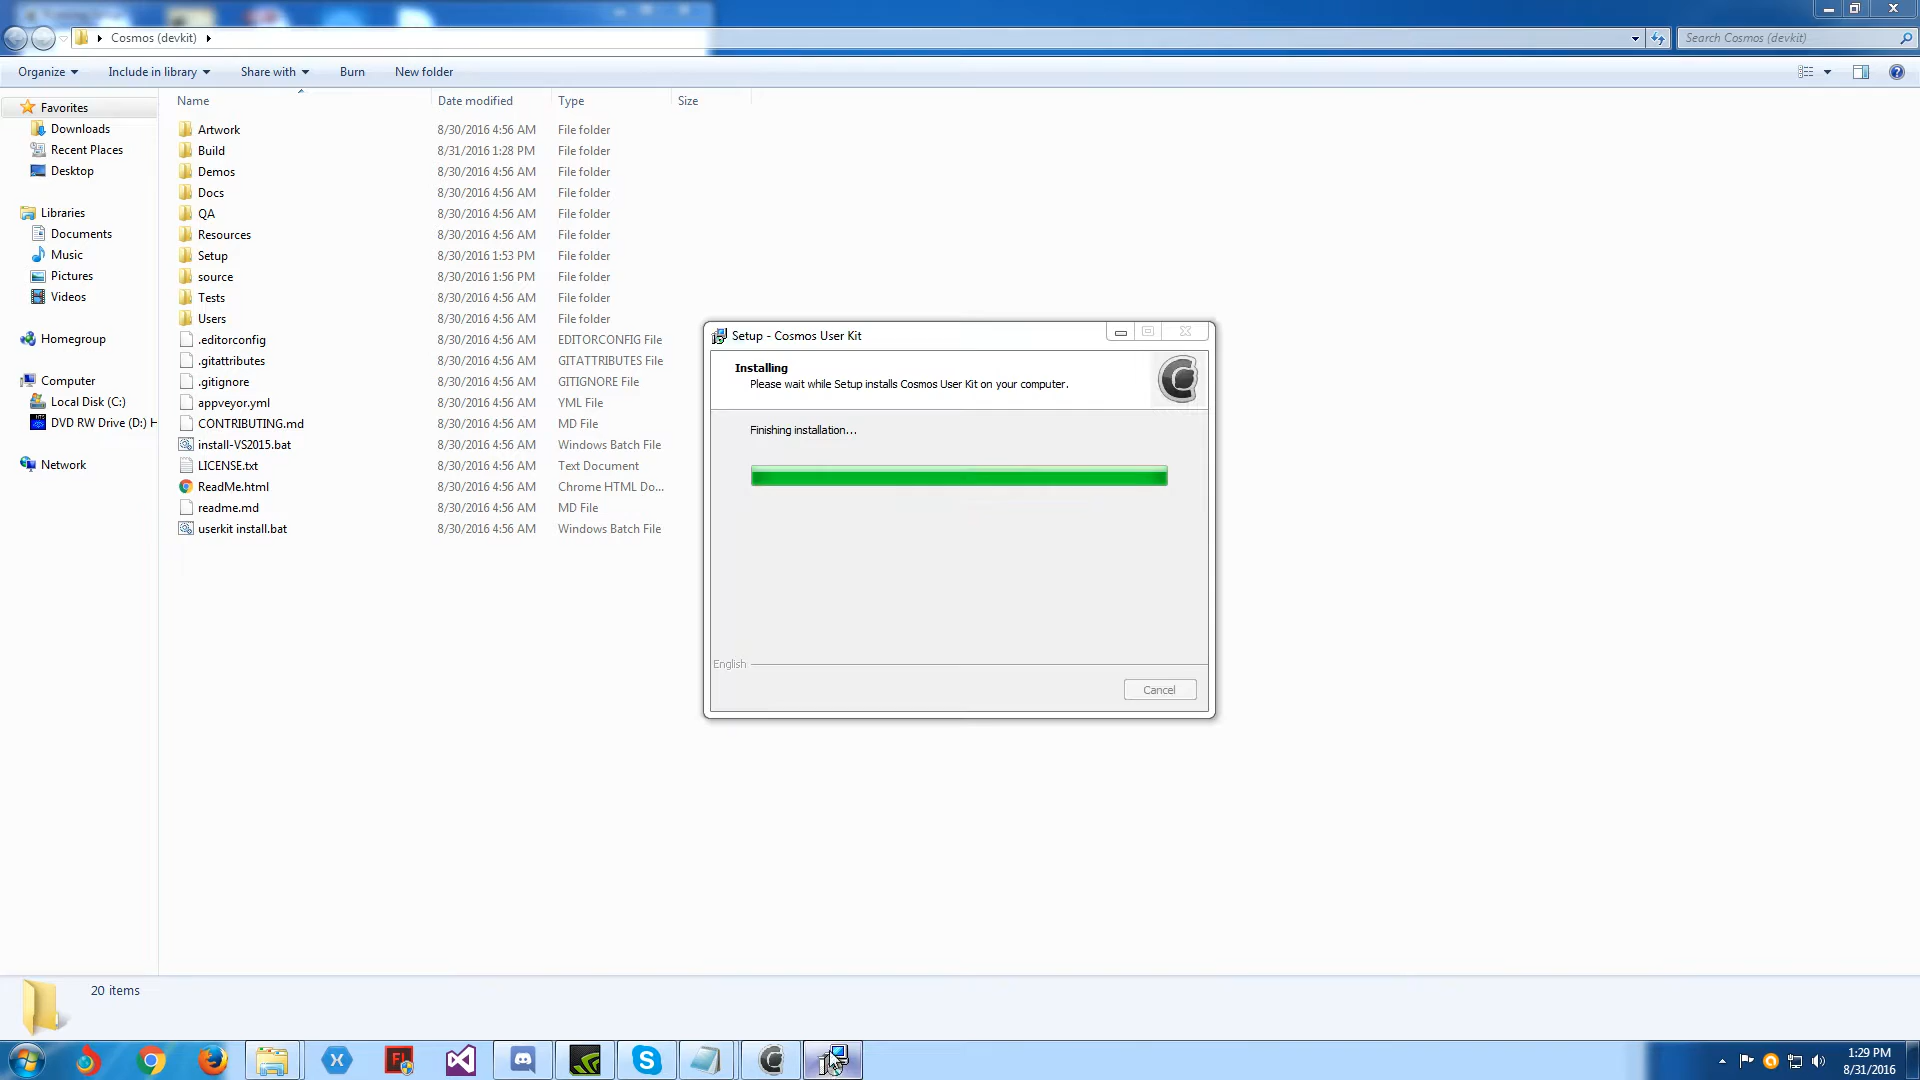 Cosmos (devkit)
Search Cosmos (devkit)
Organize
Include in library
Share with
Burn
New folder
Name
Date modified
Type
Size
Favorites
Downloads
Recent Places
Desktop
Libraries
Documents
Music
Pictures
Videos
Homegroup
Computer
Local Disk (C:)
DVD RW Drive (D:) H
Network
Artwork 8/30/2016 4:56 AM File folder
Build 8/31/2016 1:28 PM File folder
Demos 8/30/2016 4:56 AM File folder
Docs 8/30/2016 4:56 AM File folder
QA 8/30/2016 4:56 AM File folder
Resources 8/30/2016 4:56 AM File folder
Setup 8/30/2016 1:53 PM File folder
source 8/30/2016 1:56 PM File folder
Tests 8/30/2016 4:56 AM File folder
Users 8/30/2016 4:56 AM File folder
.editorconfig 8/30/2016 4:56 AM EDITORCONFIG File
.gitattributes 8/30/2016 4:56 AM GITATTRIBUTES File
.gitignore 8/30/2016 4:56 AM GITIGNORE File
appveyor.yml 8/30/2016 4:56 AM YML File
CONTRIBUTING.md 8/30/2016 4:56 AM MD File
install-VS2015.bat 8/30/2016 4:56 AM Windows Batch File
LICENSE.txt 8/30/2016 4:56 AM Text Document
ReadMe.html 8/30/2016 4:56 AM Chrome HTML Do...
readme.md 8/30/2016 4:56 AM MD File
userkit install.bat 8/30/2016 4:56 AM Windows Batch File
Setup - Cosmos User Kit
Installing
Please wait while Setup installs Cosmos User Kit on your computer.
Finishing installation...
English
Cancel
20 items
1:29 PM
8/31/2016